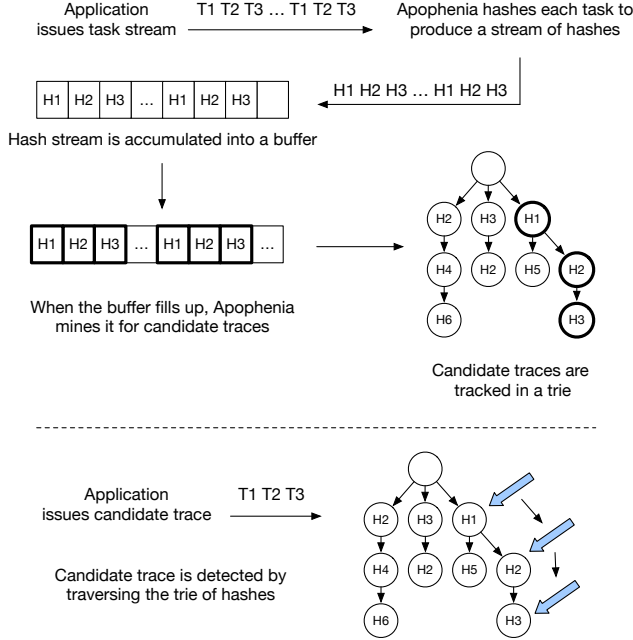 Application
issues task stream
T1 T2 T3 … T1 T2 T3
Apophenia hashes each task to
produce a stream of hashes
H1 H2 H3 … H1 H2 H3
H1 H2 H3 … H1 H2 H3
Hash stream is accumulated into a buffer
H1 H2 H3 … H1 H2 H3 …
When the buffer fills up, Apophenia
mines it for candidate traces
H2 H3 H1
H4 H2 H5 H2
H6 H3
Candidate traces are
tracked in a trie
Application
issues candidate trace
T1 T2 T3
Candidate trace is detected by
traversing the trie of hashes
H2 H3 H1
H4 H2 H5 H2
H6 H3